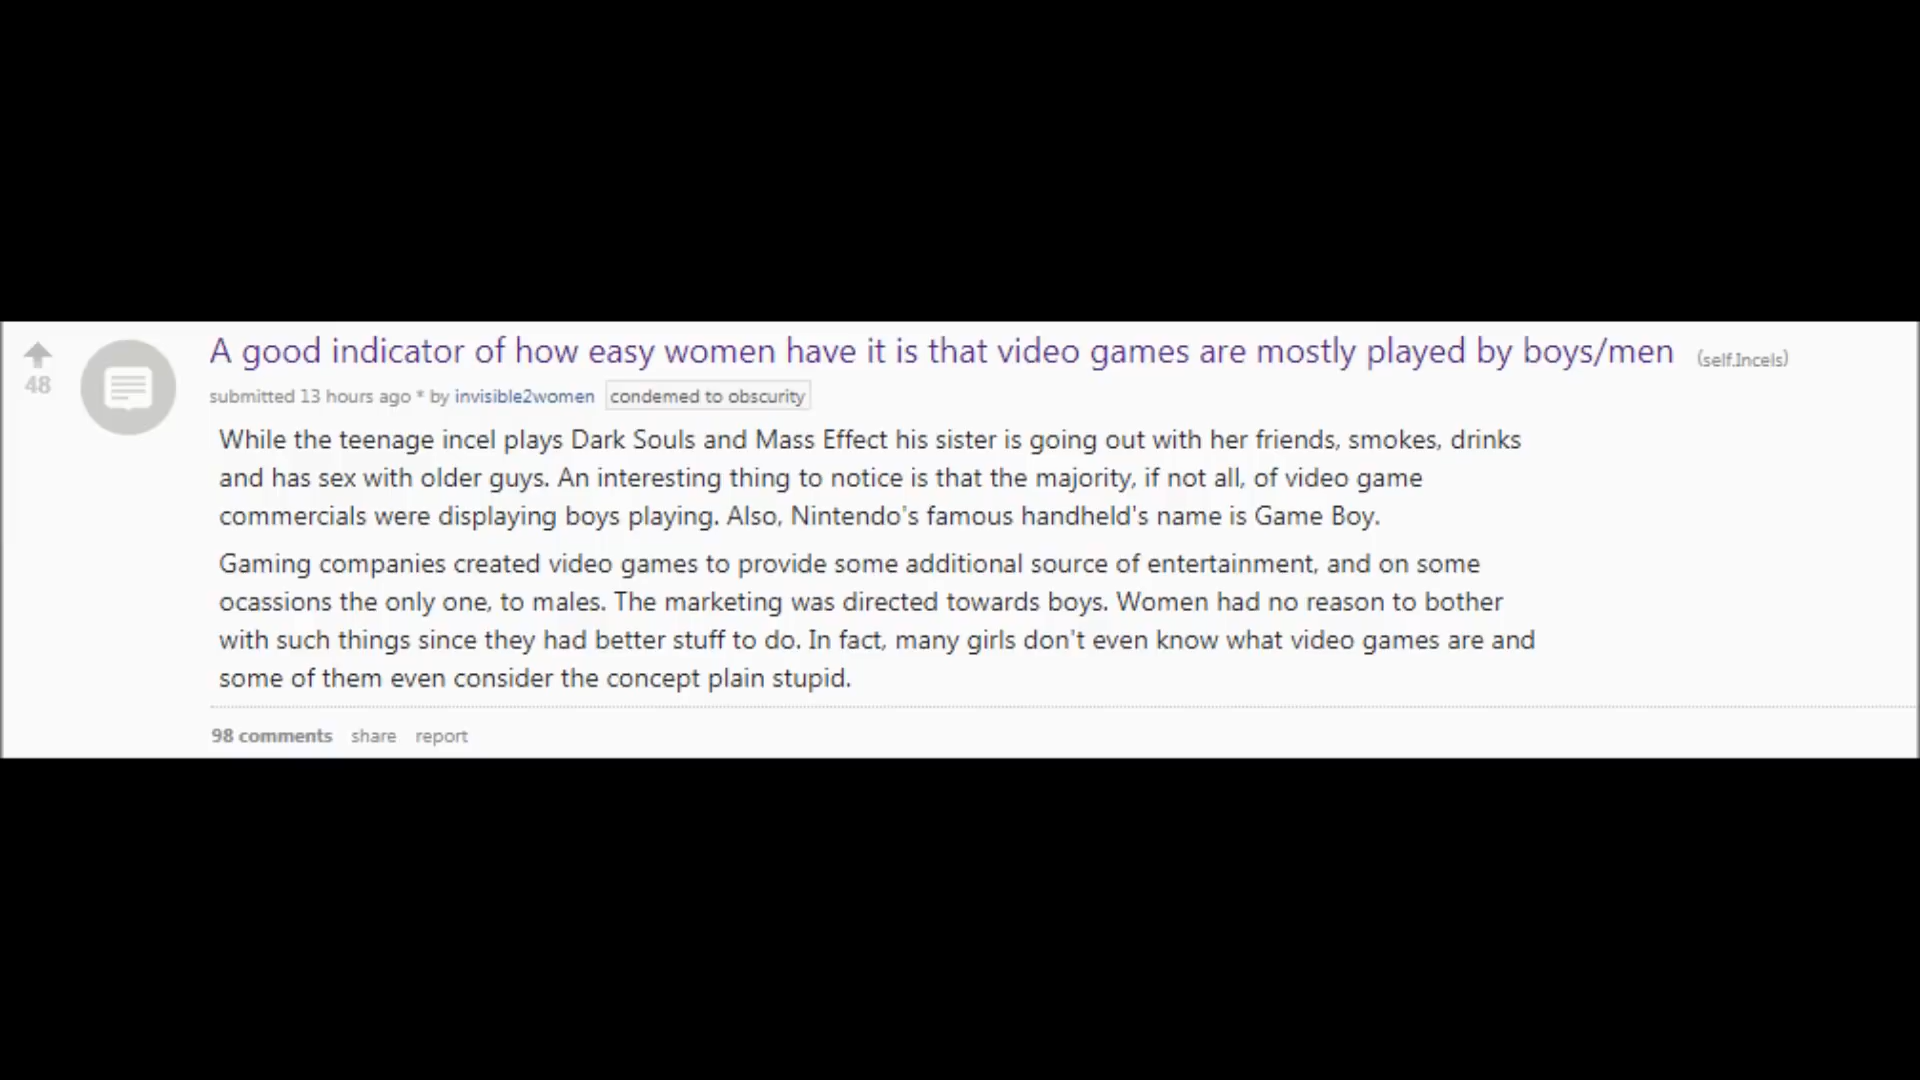 A good indicator of how easy women have it is that video games are mostly played by boys/men (self.Incels)
48
submitted 13 hours ago * by invisible2women condemed to obscurity
While the teenage incel plays Dark Souls and Mass Effect his sister is going out with her friends, smokes, drinks
and has sex with older guys. An interesting thing to notice is that the majority, if not all, of video game
commercials were displaying boys playing. Also, Nintendo's famous handheld's name is Game Boy.
Gaming companies created video games to provide some additional source of entertainment, and on some
ocassions the only one, to males. The marketing was directed towards boys. Women had no reason to bother
with such things since they had better stuff to do. In fact, many girls don't even know what video games are and
some of them even consider the concept plain stupid.
98 comments share report